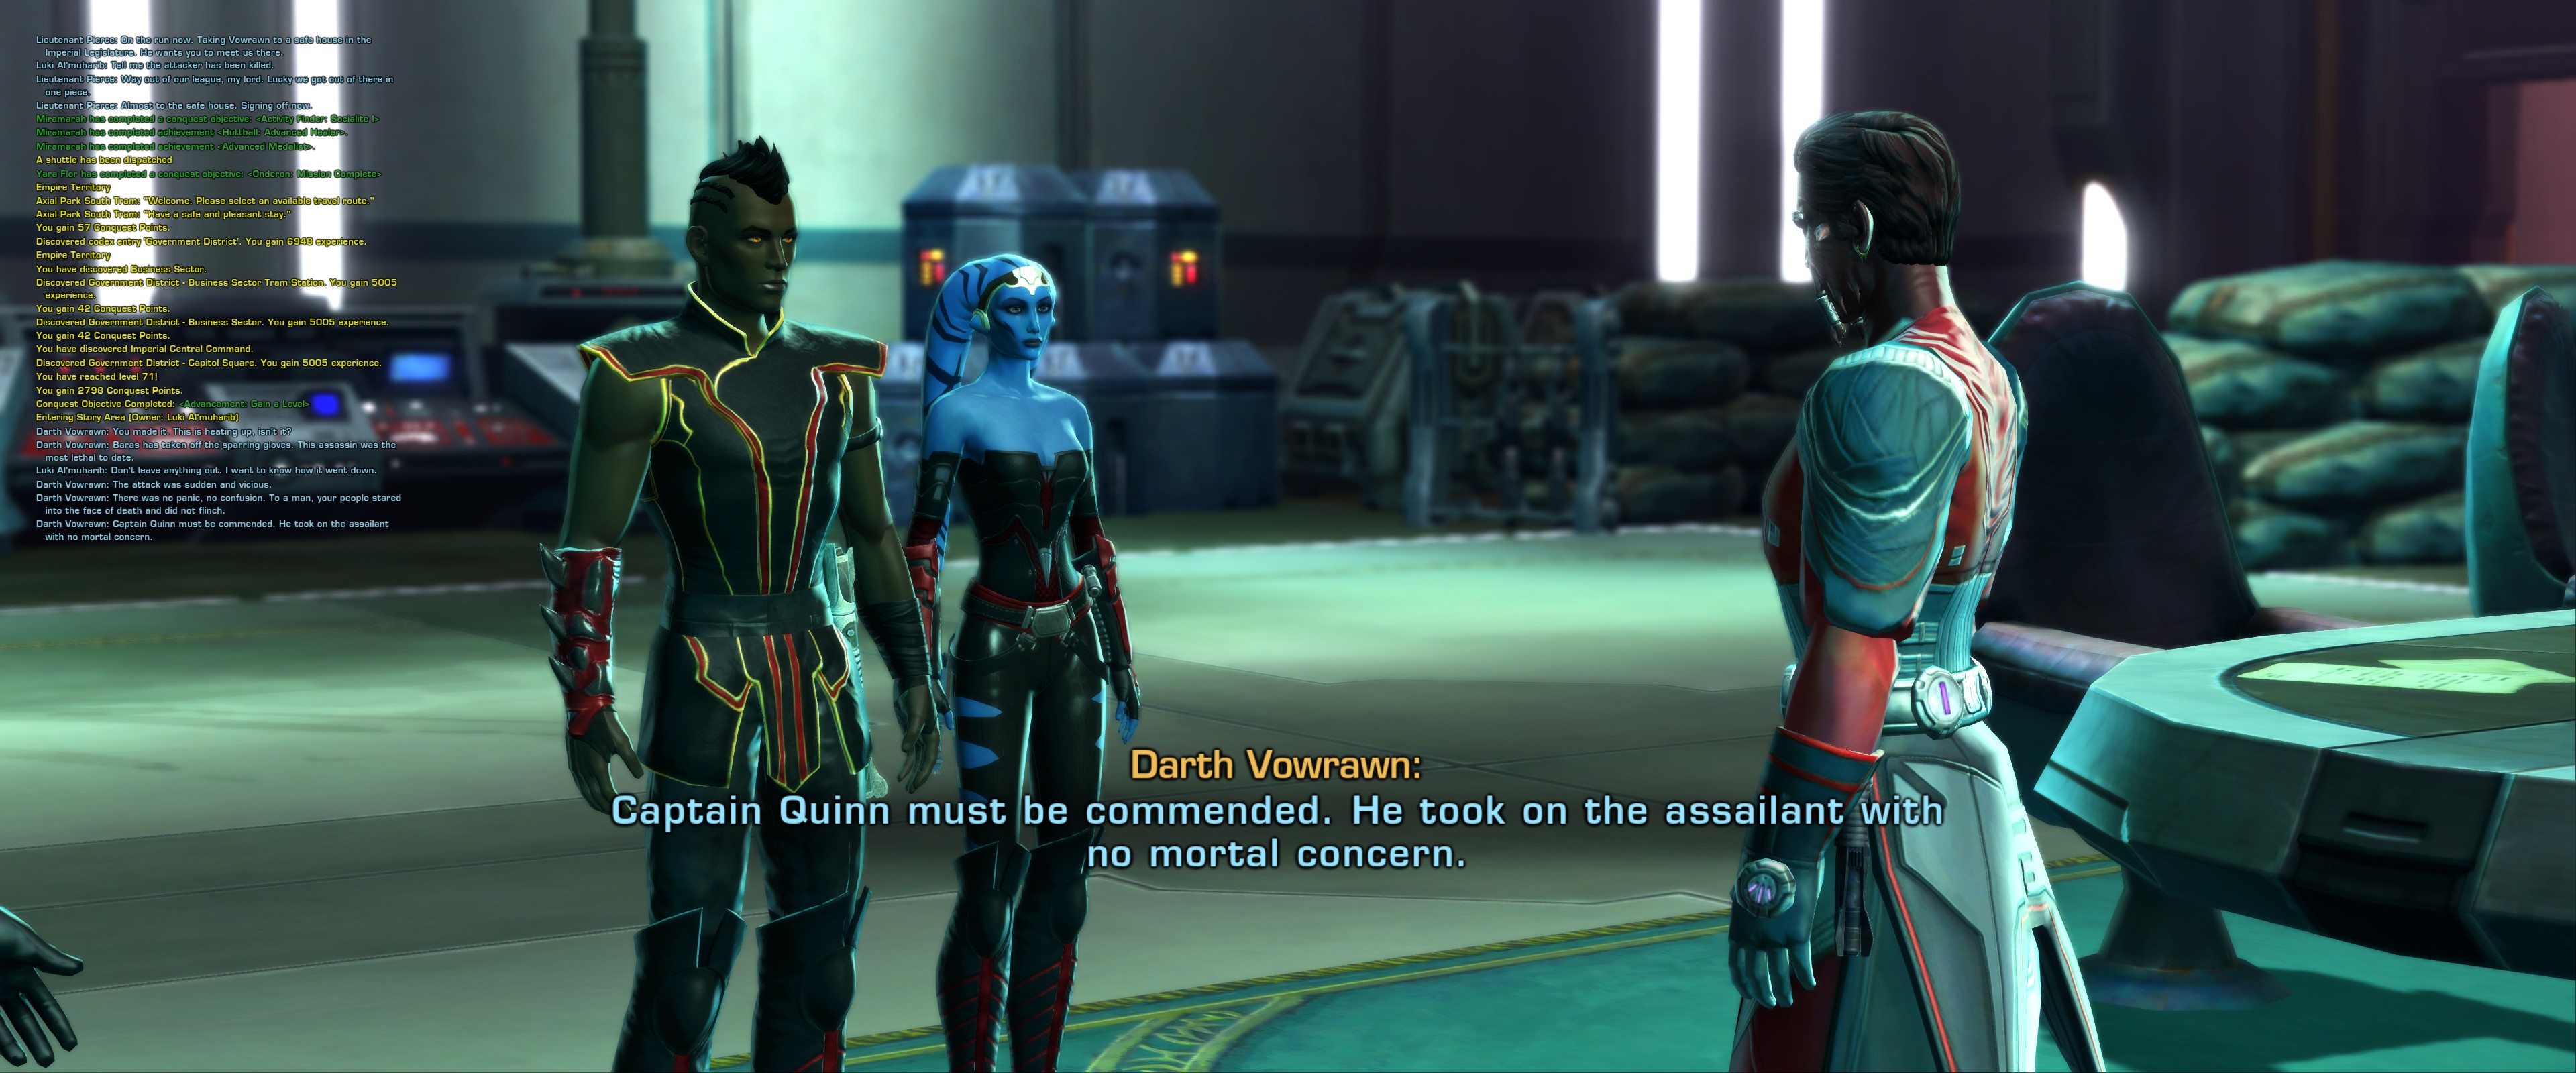 Lieutenant Pierce: On the run now. Taking Vowrawn to a safe house in the
Imperial Legislature. He wants you to meet us there.
Luki Al'muharib: Tell me the attacker has been killed.
Lieutenant Pierce: Way out of our league, my lord. Lucky we got out of there in
one piece.
Lieutenant Pierce: Almost to the safe house. Signing off now.
Miramarah has completed a conquest objective: <Activity Finder: Socialite I>
Miramarah has completed achievement <Huttball: Advanced Healer>.
Miramarah has completed achievement <Advanced Medalist>.
A shuttle has been dispatched
Yara Flor has completed a conquest objective: <Onderon: Mission Complete>
Empire Territory
Axial Park South Tram: "Welcome. Please select an available travel route."
Axial Park South Tram: "Have a safe and pleasant stay."
You gain 57 Conquest Points.
Discovered codex entry 'Government District'. You gain 6948 experience.
Empire Territory
You have discovered Business Sector.
Discovered Government District - Business Sector Tram Station. You gain 5005
experience.
You gain 42 Conquest Points.
Discovered Government District - Business Sector. You gain 5005 experience.
You gain 42 Conquest Points.
You have discovered Imperial Central Command.
Discovered Government District - Capitol Square. You gain 5005 experience.
You have reached level 71!
You gain 2798 Conquest Points.
Conquest Objective Completed: <Advancement: Gain a Level>
Entering Story Area (Owner: Luki Al'muharib)
Darth Vowrawn: You made it. This is heating up, isn't it?
Darth Vowrawn: Baras has taken off the sparring gloves. This assassin was the
most lethal to date.
Luki Al'muharib: Don't leave anything out. I want to know how it went down.
Darth Vowrawn: The attack was sudden and vicious.
Darth Vowrawn: There was no panic, no confusion. To a man, your people stared
into the face of death and did not flinch.
Darth Vowrawn: Captain Quinn must be commended. He took on the assailant
with no mortal concern.
Darth Vowrawn:
Captain Quinn must be commended. He took on the assailant with
no mortal concern.